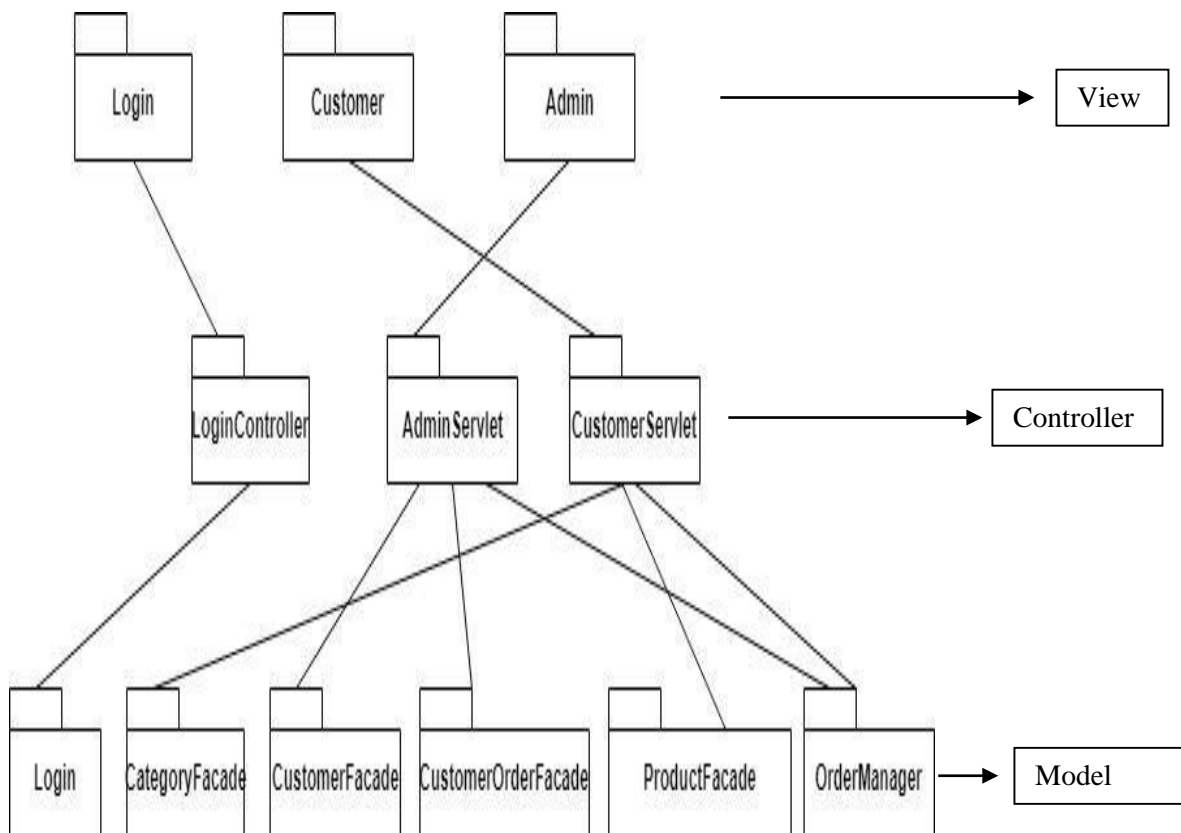 Login
Customer
Admin
View
LoginController
AdminServlet
CustomerServlet
Controller
Login
CategoryFacade
CustomerFacade
CustomerOrderFacade
ProductFacade
OrderManager
Model